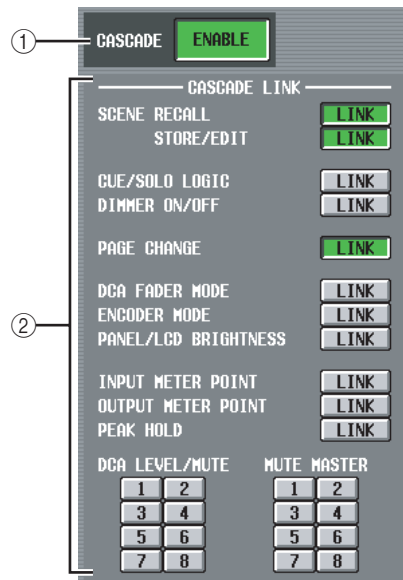 ① CASCADE ENABLE
② CASCADE LINK
SCENE RECALL LINK
STORE/EDIT LINK
CUE/SOLO LOGIC LINK
DIMMER ON/OFF LINK
PAGE CHANGE LINK
DCA FADER MODE LINK
ENCODER MODE LINK
PANEL/LCD BRIGHTNESS LINK
INPUT METER POINT LINK
OUTPUT METER POINT LINK
PEAK HOLD LINK
DCA LEVEL/MUTE MUTE MASTER
1 2 1 2
3 4 3 4
5 6 5 6
7 8 7 8